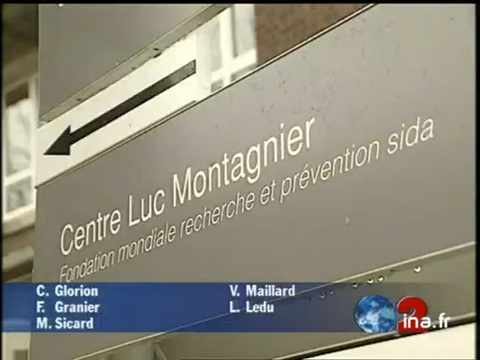 Centre Luc Montagnier
Fondation mondiale recherche et prévention sida
C. Glorion
F. Granier
M. Sicard
V. Maillard
L. Ledu
2
ina.fr